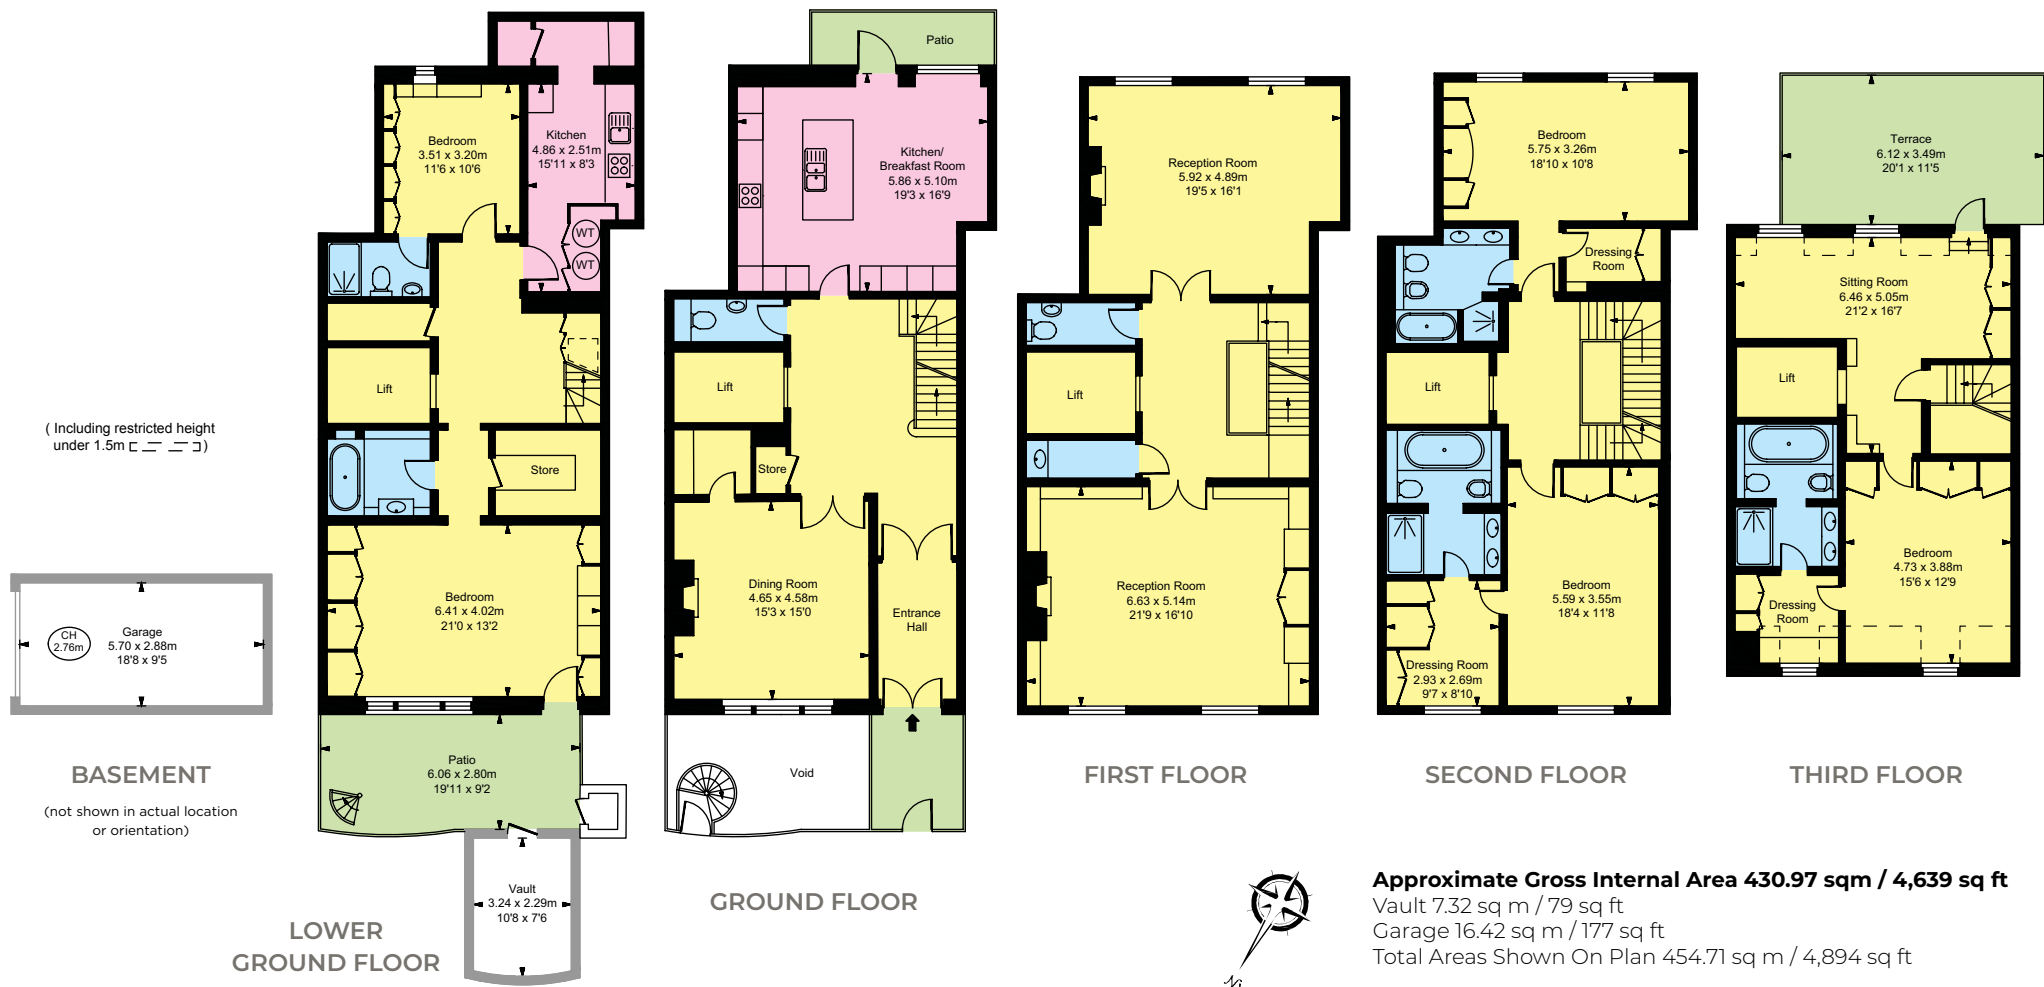 ( Including restricted height
under 1.5m)
CH
2.76m
Garage
5.70 x 2.88m
18'8 x 9'5
BASEMENT
(not shown in actual location
or orientation)
Bedroom
3.51 x 3.20m
11'6 x 10'6
Kitchen
4.86 x 2.51m
15'11 x 8'3
WT
WT
Lift
Store
Bedroom
6.41 x 4.02m
21'0 x 13'2
Patio
6.06 x 2.80m
19'11 x 9'2
Vault
3.24 x 2.29m
10'8 x 7'6
LOWER
GROUND FLOOR
Patio
Kitchen/
Breakfast Room
5.86 x 5.10m
19'3 x 16'9
Lift
Store
Dining Room
4.65 x 4.58m
15'3 x 15'0
Entrance
Hall
Void
GROUND FLOOR
Reception Room
5.92 x 4.89m
19'5 x 16'1
Lift
Reception Room
6.63 x 5.14m
21'9 x 16'10
FIRST FLOOR
Bedroom
5.75 x 3.26m
18'10 x 10'8
Dressing
Room
Lift
Bedroom
5.59 x 3.55m
18'4 x 11'8
Dressing Room
2.93 x 2.69m
9'7 x 8'10
SECOND FLOOR
Terrace
6.12 x 3.49m
20'1 x 11'5
Sitting Room
6.46 x 5.05m
21'2 x 16'7
Lift
Bedroom
4.73 x 3.88m
15'6 x 12'9
Dressing
Room
THIRD FLOOR
N
Approximate Gross Internal Area 430.97 sqm / 4,639 sq ft
Vault 7.32 sq m / 79 sq ft
Garage 16.42 sq m / 177 sq ft
Total Areas Shown On Plan 454.71 sq m / 4,894 sq ft